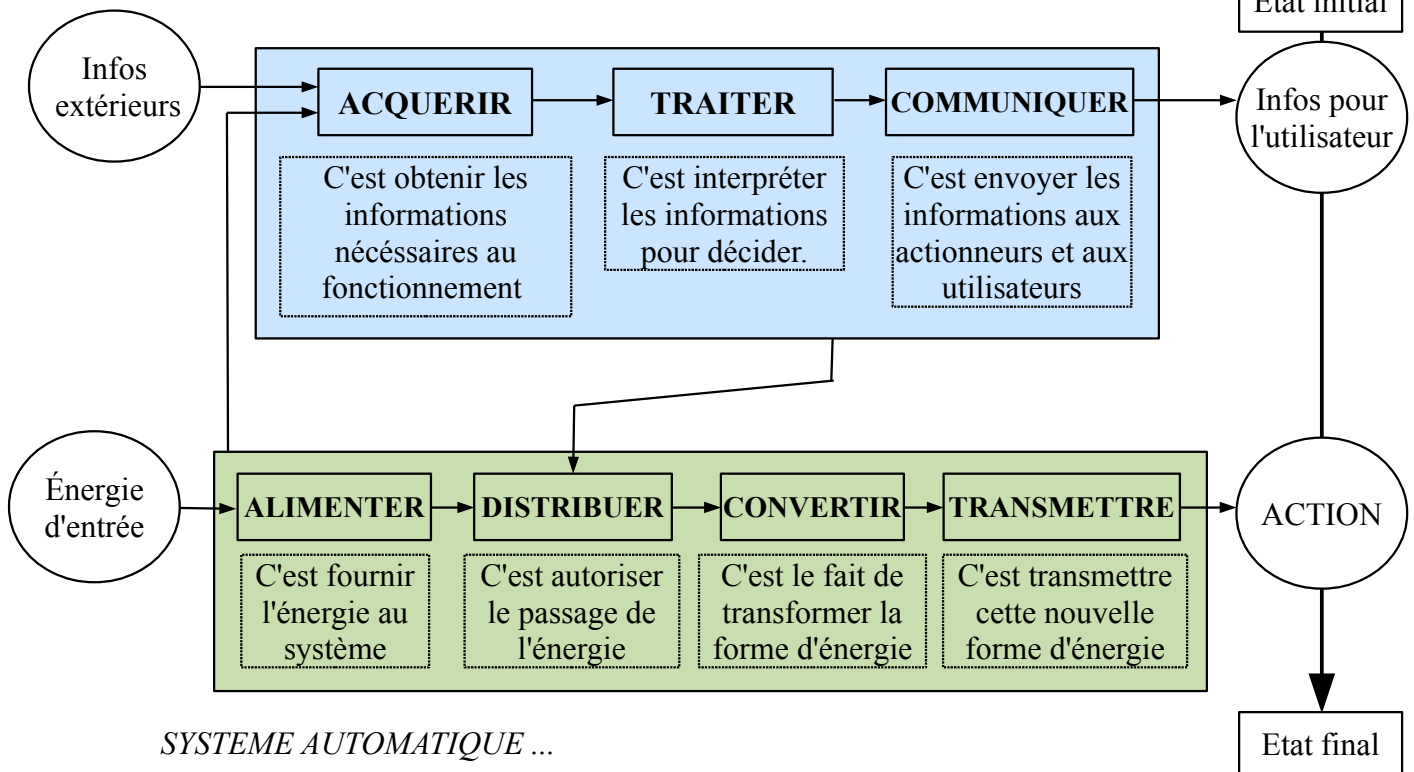 Etat initial
Infos
extérieurs
ACQUERIR
TRAITER
COMMUNIQUER
Infos pour
l'utilisateur
C'est obtenir les
informations
nécéssaires au
fonctionnement
C'est interpréter
les informations
pour décider.
C'est envoyer les
informations aux
actionneurs et aux
utilisateurs
Énergie
d'entrée
ALIMENTER
DISTRIBUER
CONVERTIR
TRANSMETTRE
ACTION
C'est fournir
l'énergie au
système
C'est autoriser
le passage de
l'énergie
C'est le fait de
transformer la
forme d'énergie
C'est transmettre
cette nouvelle
forme d'énergie
SYSTEME AUTOMATIQUE ...
Etat final